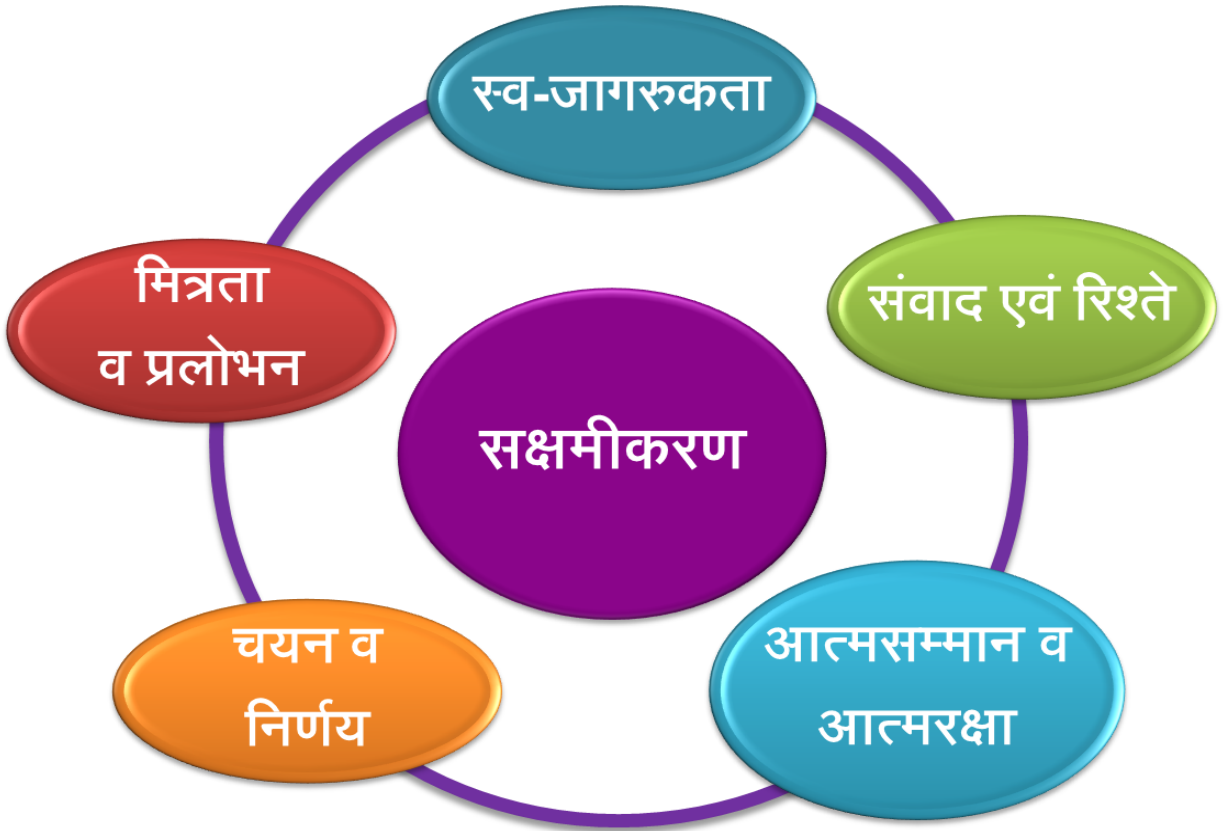 स्व-जागरुकता
संवाद एवं रिश्ते
आत्मसम्मान व
आत्मरक्षा
चयन व
निर्णय
मित्रता
व प्रलोभन
सक्षमीकरण